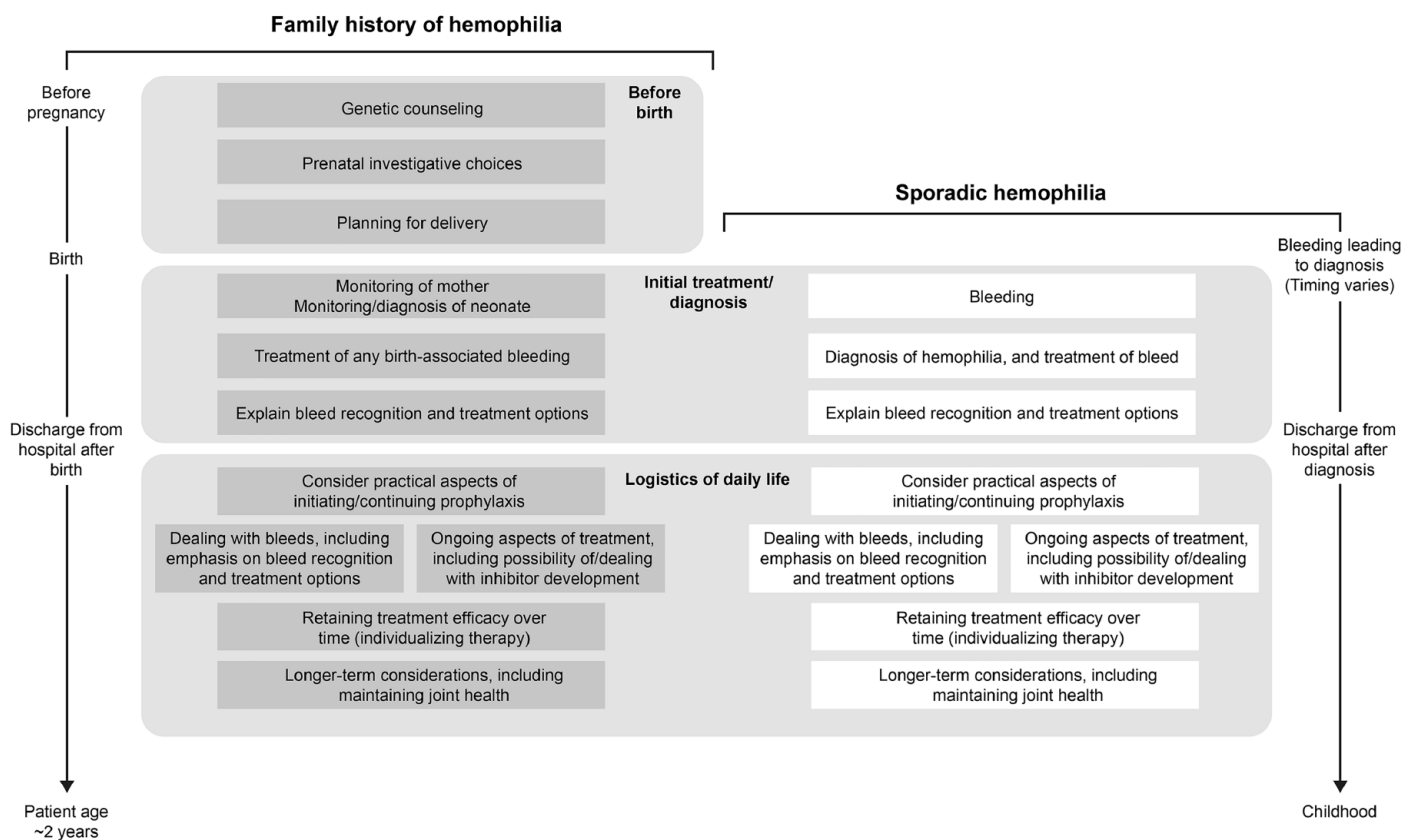 Family history of hemophilia
Before
pregnancy
Genetic counseling
Before
birth
Prenatal investigative choices
Planning for delivery
Sporadic hemophilia
Birth
Bleeding leading
to diagnosis
(Timing varies)
Monitoring of mother
Monitoring/diagnosis of neonate
Initial treatment/
diagnosis
Bleeding
Treatment of any birth-associated bleeding
Diagnosis of hemophilia, and treatment of bleed
Explain bleed recognition and treatment options
Explain bleed recognition and treatment options
Discharge from
hospital after
birth
Discharge from
hospital after
diagnosis
Consider practical aspects of
initiating/continuing prophylaxis
Logistics of daily life
Consider practical aspects of
initiating/continuing prophylaxis
Dealing with bleeds, including
emphasis on bleed recognition
and treatment options
Ongoing aspects of treatment,
including possibility of/dealing
with inhibitor development
Dealing with bleeds, including
emphasis on bleed recognition
and treatment options
Ongoing aspects of treatment,
including possibility of/dealing
with inhibitor development
Retaining treatment efficacy over
time (individualizing therapy)
Retaining treatment efficacy over
time (individualizing therapy)
Longer-term considerations, including
maintaining joint health
Longer-term considerations, including
maintaining joint health
Patient age
~2 years
Childhood